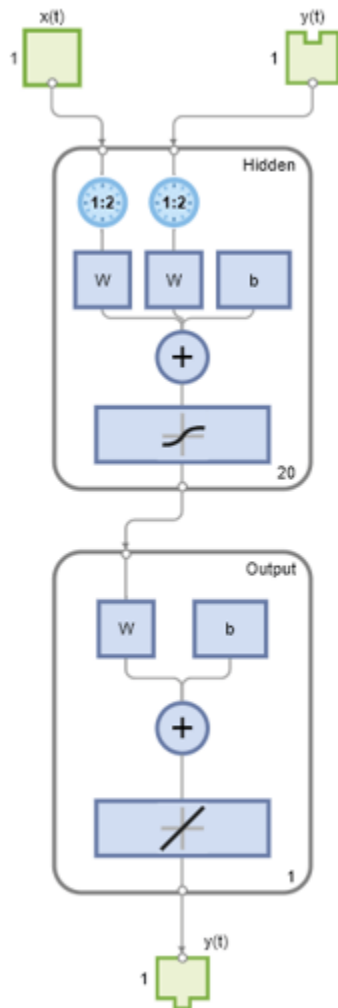 x(t) y(t)
1 1
Hidden
1:2 1:2
W W b
+
20
Output
W b
+
1
y(t)
1